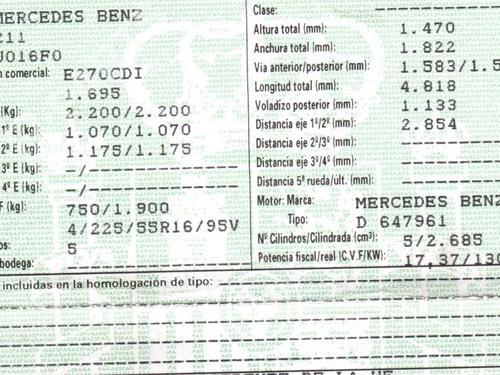 MERCEDES BENZ
211
J016F0
comercial: E270CDI
1.695
(Kg): 2.200/2.200
1º E (kg): 1.070/1.070
2º E (kg): 1.175/1.175
3º E (kg): -/--------------
4º E (kg): -/--------------
F (kg): 750/1.900
4/225/55R16/95V
os: 5
bodega: ----------------
Clase: ----------------
Altura total (mm): 1.470
Anchura total (mm): 1.822
Vía anterior/posterior (mm): 1.583/1.5
Longitud total (mm): 4.818
Voladizo posterior (mm): 1.133
Distancia eje 1º/2º (mm): 2.854
Distancia eje 2º/3º (mm): ----------
Distancia eje 3º/4º (mm): ----------
Distancia 5ª rueda/últ. (mm): ----------
Motor: Marca: MERCEDES BENZ
Tipo: D 647961
Nº Cilindros/Cilindrada (cm³): 5/2.685
Potencia fiscal/real (C.V.F/KW): 17,37/130
incluidas en la homologación de tipo: --------------------